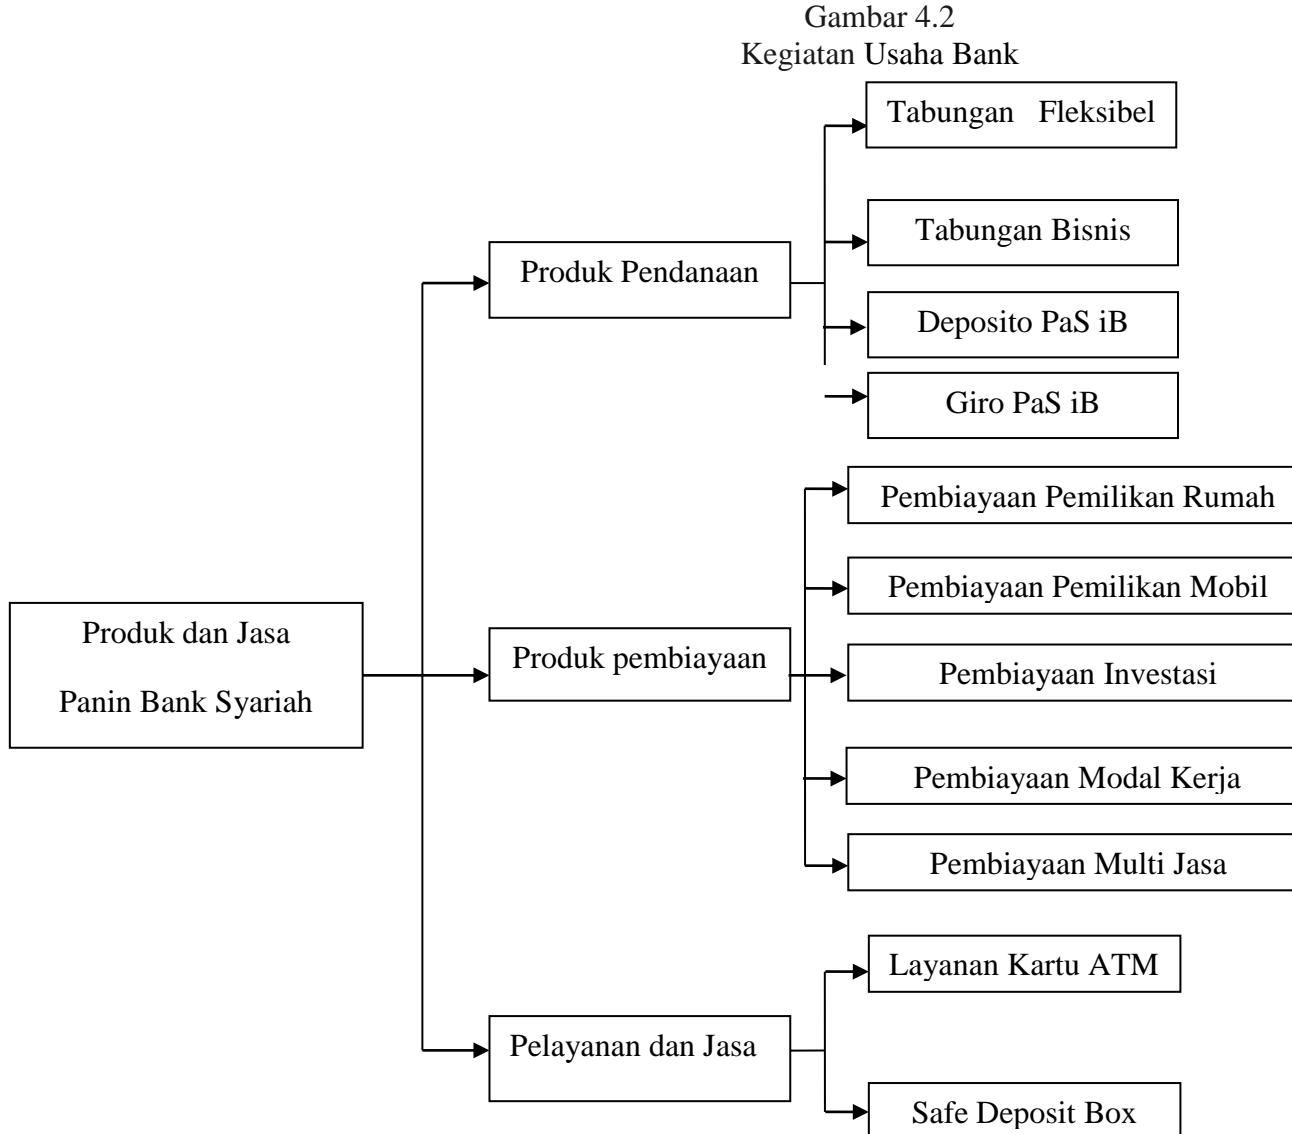 Gambar 4.2
Kegiatan Usaha Bank
Tabungan Fleksibel
Tabungan Bisnis
Produk Pendanaan
Deposito PaS iB
Giro PaS iB
Pembiayaan Pemilikan Rumah
Pembiayaan Pemilikan Mobil
Produk dan Jasa
Panin Bank Syariah
Produk pembiayaan
Pembiayaan Investasi
Pembiayaan Modal Kerja
Pembiayaan Multi Jasa
Layanan Kartu ATM
Pelayanan dan Jasa
Safe Deposit Box